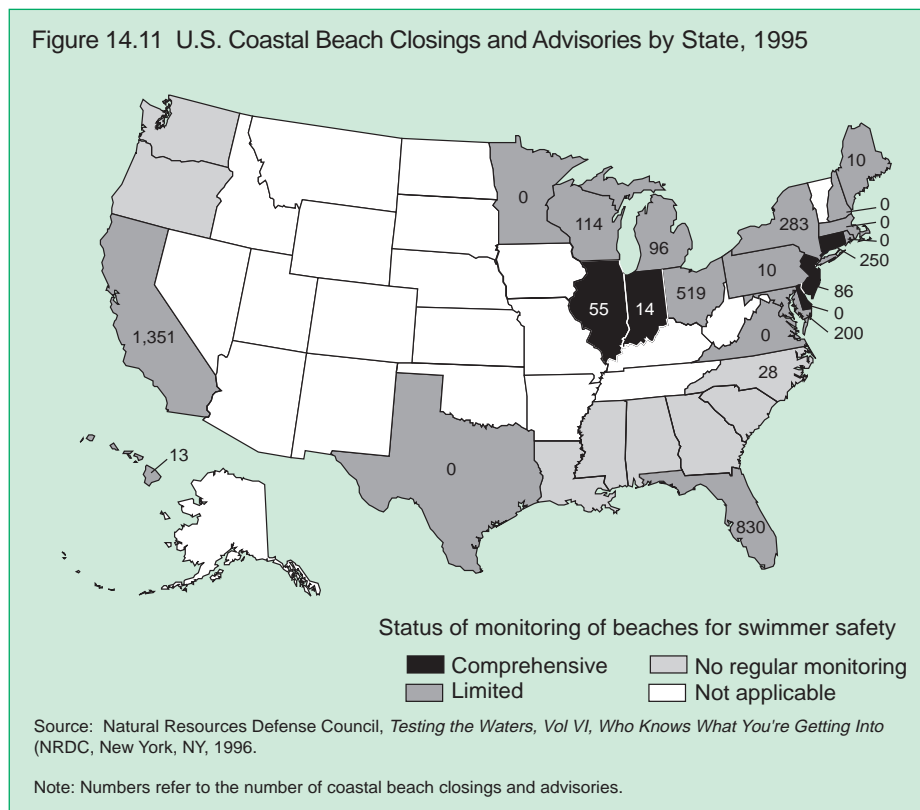 Figure 14.11 U.S. Coastal Beach Closings and Advisories by State, 1995
10
0
0
114
283
0
0
96
250
10
519
86
55
14
0
1,351
0
200
28
13
0
830
Status of monitoring of beaches for swimmer safety
Comprehensive
No regular monitoring
Limited
Not applicable
Source: Natural Resources Defense Council, Testing the Waters, Vol VI, Who Knows What You're Getting Into
(NRDC, New York, NY, 1996.
Note: Numbers refer to the number of coastal beach closings and advisories.